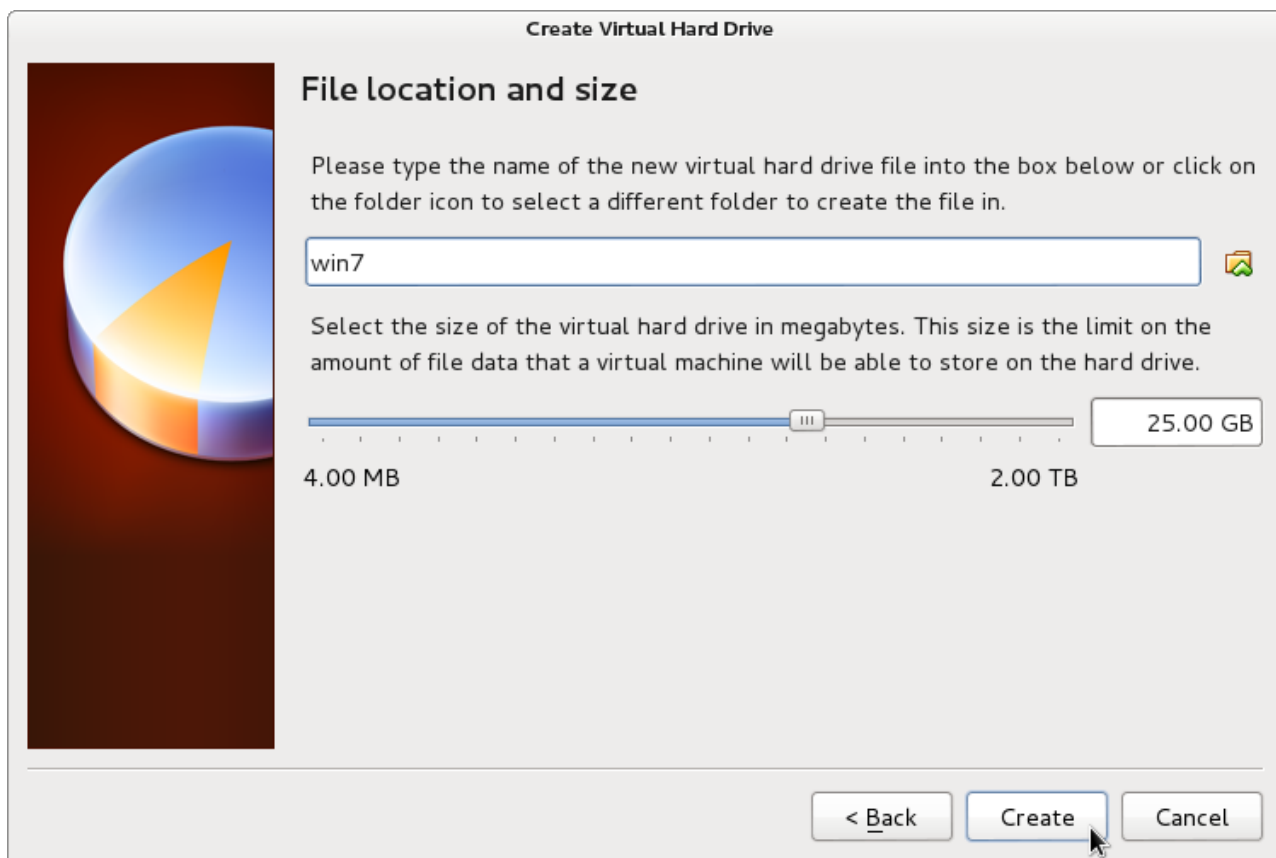 Create Virtual Hard Drive
File location and size
Please type the name of the new virtual hard drive file into the box below or click on
the folder icon to select a different folder to create the file in.
win7
Select the size of the virtual hard drive in megabytes. This size is the limit on the
amount of file data that a virtual machine will be able to store on the hard drive.
25.00 GB
4.00 MB 2.00 TB
< Back Create Cancel